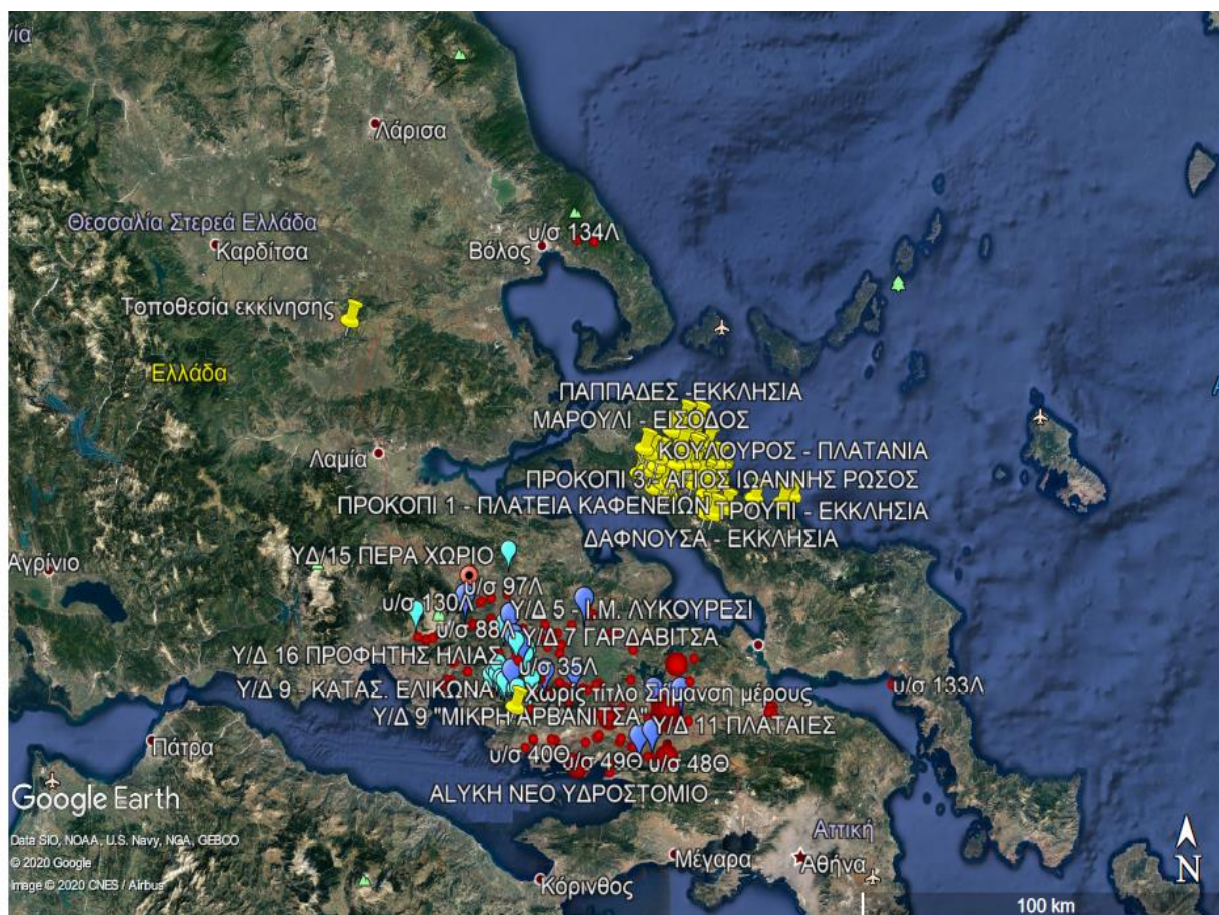 νία
Λάρισα
Θεσσαλία Στερεά Ελλάδα
Καρδίτσα
υ/σ 134Λ
Βόλος
Τοποθεσία εκκίνησης
Ελλάδα
ΠΑΠΠΑΔΕΣ -ΕΚΚΛΗΣΙΑ
ΜΑΡΟΥΛΙ - ΕΙΣΟΔΟΣ
ΚΟΥΛΟΥΡΟΣ - ΠΛΑΤΑΝΙΑ
Λαμία
ΠΡΟΚΟΠΙ 3 - ΑΓΙΟΣ ΙΩΑΝΝΗΣ ΡΩΣΟΣ
ΠΡΟΚΟΠΙ 1 - ΠΛΑΤΕΙΑ ΚΑΦΕΝΕΙΩΝ
ΤΡΟΥΠΙ - ΕΚΚΛΗΣΙΑ
ΔΑΦΝΟΥΣΑ - ΕΚΚΛΗΣΙΑ
ΥΔ/15 ΠΕΡΑ ΧΩΡΙΟ
Αγρίνιο
υ/σ 97Λ
υ/σ 130Λ
Υ/Δ 5 - Ι.Μ. ΛΥΚΟΥΡΕΣΙ
υ/σ 88Λ
Υ/Δ 7 ΓΑΡΔΑΒΙΤΣΑ
Υ/Δ 16 ΠΡΟΦΗΤΗΣ ΗΛΙΑΣ
υ/σ 35Λ
Υ/Δ 9 - ΚΑΤΑΣ. ΕΛΙΚΩΝΑ
Χωρίς τίτλο Σήμανση μέρους
υ/σ 133Λ
Υ/Δ 9 "ΜΙΚΡΗ ΑΡΒΑΝΙΤΣΑ"
Υ/Δ 11 ΠΛΑΤΑΙΕΣ
Πάτρα
υ/σ 40Θ
υ/σ 49Θ
υ/σ 48Θ
ALYKH ΝΕΟ ΥΔΡΟΣΤΟΜΙΟ
Google Earth
Αττική
Data SIO, NOAA, U.S. Navy, NGA, GEBCO
© 2020 Google
Image © 2020 CNES / Airbus
Μέγαρα
Αθήνα
Κόρινθος
N
100 km